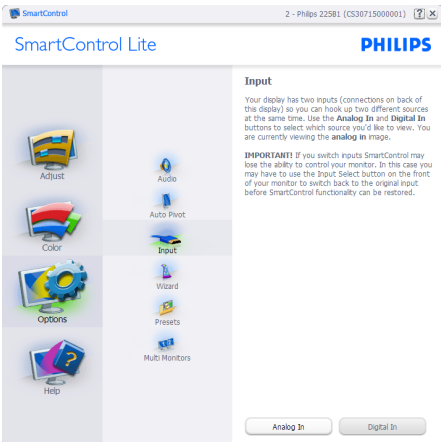 SmartControl
2 - Philips 225B1 (CS30715000001)
SmartControl Lite
PHILIPS
Adjust
Color
Options
Help
Audio
Auto Pivot
Input
Wizard
Presets
Multi Monitors
Input
Your display has two inputs (connections on back of
this display) so you can hook up two different sources
at the same time. Use the Analog In and Digital In
buttons to select which source you'd like to view. You
are currently viewing the analog in image.
IMPORTANT! If you switch inputs SmartControl may
lose the ability to control your monitor. In this case you
may have to use the Input Select button on the front
of your monitor to switch back to the original input
before SmartControl functionality can be restored.
Analog In
Digital In